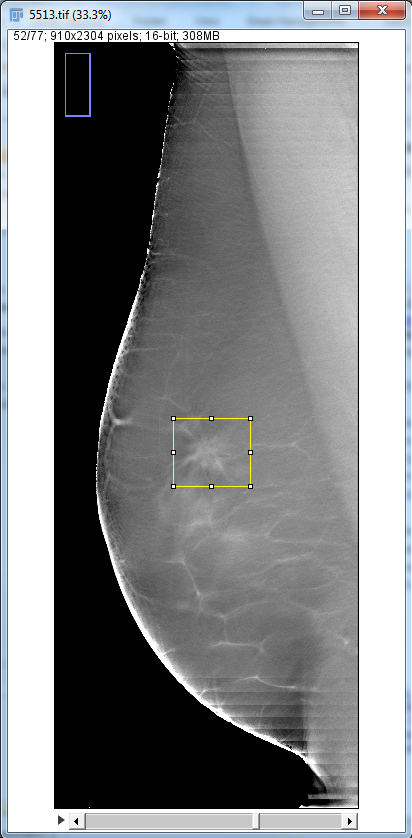 5513.tif (33.3%)
52/77; 910x2304 pixels; 16-bit; 308MB